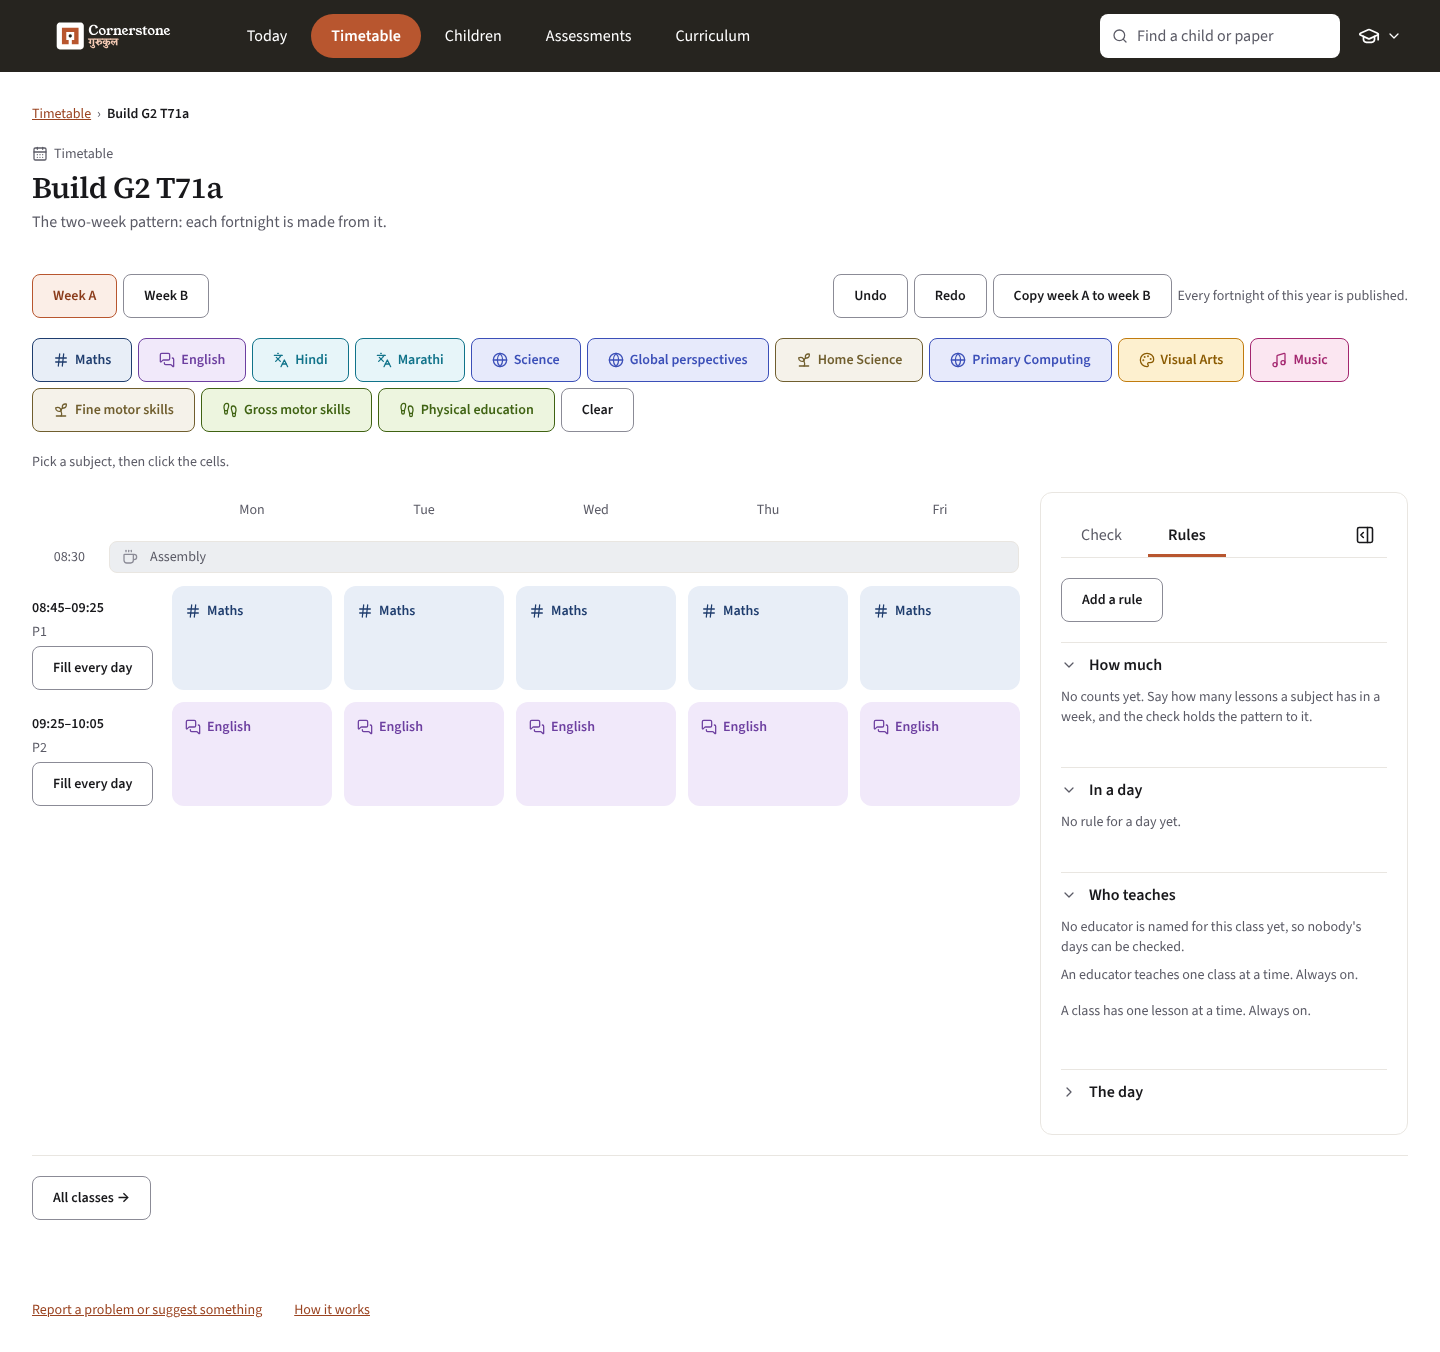 Cornerstone
गुरुकुल
Today
Timetable
Children
Assessments
Curriculum
Find a child or paper
Timetable › Build G2 T71a
Timetable
Build G2 T71a
The two-week pattern: each fortnight is made from it.
Week A
Week B
Undo
Redo
Copy week A to week B
Every fortnight of this year is published.
Maths
English
Hindi
Marathi
Science
Global perspectives
Home Science
Primary Computing
Visual Arts
Music
Fine motor skills
Gross motor skills
Physical education
Clear
Pick a subject, then click the cells.
Mon
Tue
Wed
Thu
Fri
08:30
Assembly
08:45–09:25
P1
Fill every day
Maths
Maths
Maths
Maths
Maths
09:25–10:05
P2
Fill every day
English
English
English
English
English
Check
Rules
Add a rule
How much
No counts yet. Say how many lessons a subject has in a
week, and the check holds the pattern to it.
In a day
No rule for a day yet.
Who teaches
No educator is named for this class yet, so nobody's
days can be checked.
An educator teaches one class at a time. Always on.
A class has one lesson at a time. Always on.
The day
All classes →
Report a problem or suggest something
How it works